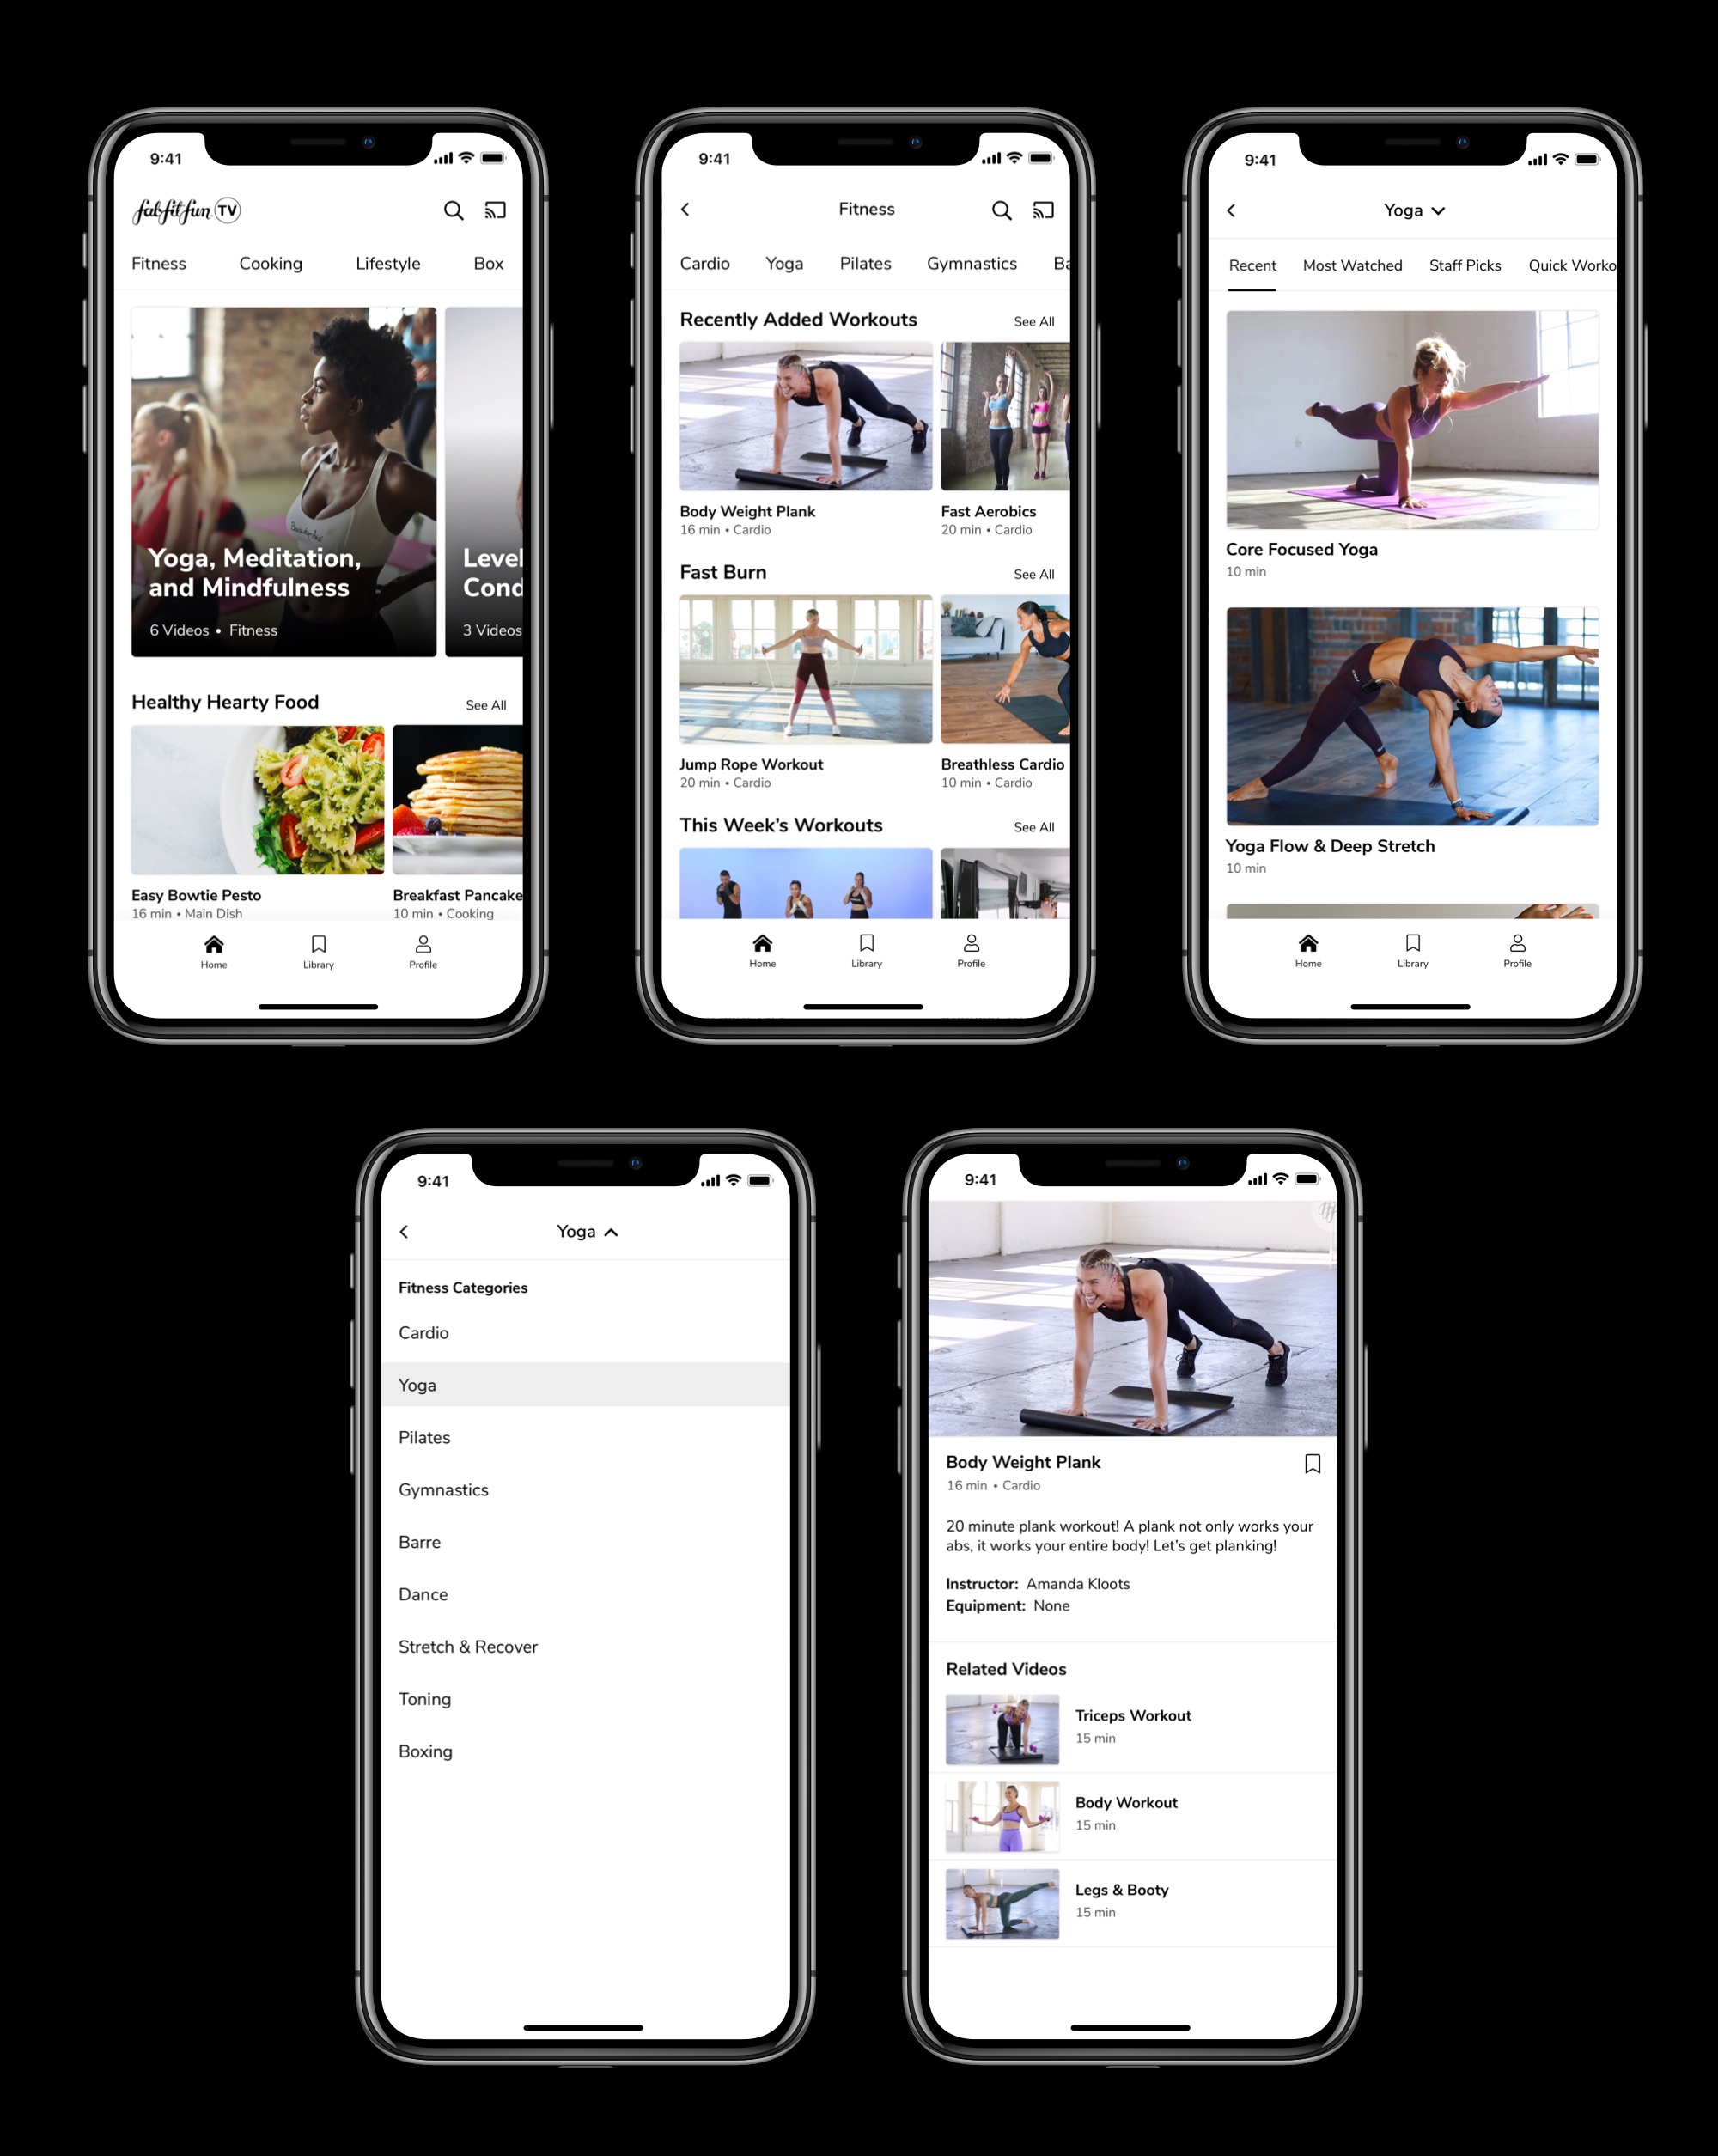 9:41
fabfitfun TV
Fitness Cooking Lifestyle Box
Yoga, Meditation,
and Mindfulness
6 Videos • Fitness
Level
Cond
3 Videos
Healthy Hearty Food See All
Easy Bowtie Pesto
16 min • Main Dish
Breakfast Pancake
10 min • Cooking
Home Library Profile
9:41
Fitness
Cardio Yoga Pilates Gymnastics Ba
Recently Added Workouts See All
Body Weight Plank
16 min • Cardio
Fast Aerobics
20 min • Cardio
Fast Burn See All
Jump Rope Workout
20 min • Cardio
Breathless Cardio
10 min • Cardio
This Week's Workouts See All
Home Library Profile
9:41
Yoga
Recent Most Watched Staff Picks Quick Worko
Core Focused Yoga
10 min
Yoga Flow & Deep Stretch
10 min
Home Library Profile
9:41
Yoga
Fitness Categories
Cardio
Yoga
Pilates
Gymnastics
Barre
Dance
Stretch & Recover
Toning
Boxing
9:41
Body Weight Plank
16 min • Cardio
20 minute plank workout! A plank not only works your
abs, it works your entire body! Let's get planking!
Instructor: Amanda Kloots
Equipment: None
Related Videos
Triceps Workout
15 min
Body Workout
15 min
Legs & Booty
15 min